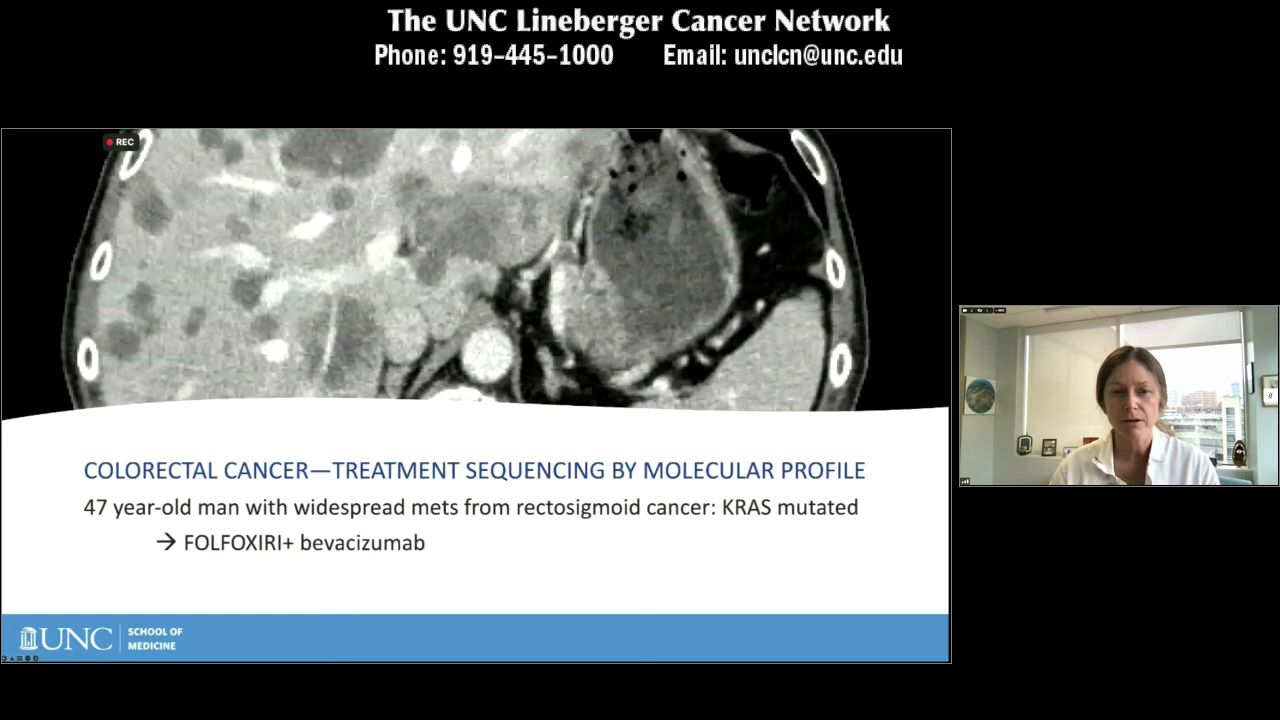 The UNC Lineberger Cancer Network
Phone: 919-445-1000 Email: unclcn@unc.edu
REC
COLORECTAL CANCER—TREATMENT SEQUENCING BY MOLECULAR PROFILE
47 year-old man with widespread mets from rectosigmoid cancer: KRAS mutated
→ FOLFOXIRI+ bevacizumab
UNC SCHOOL OF
MEDICINE